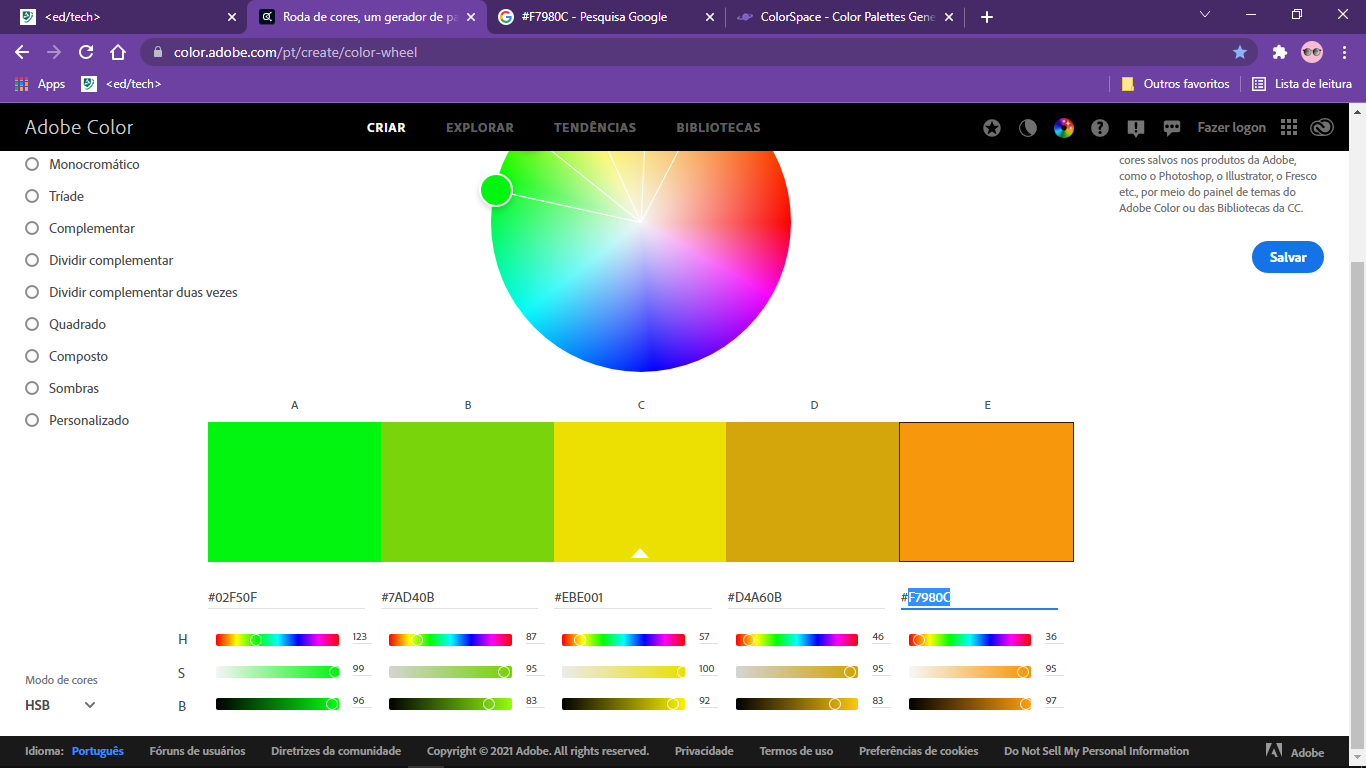 <ed/tech>
Roda de cores, um gerador de pa
#F7980C - Pesquisa Google
ColorSpace - Color Palettes Gene
color.adobe.com/pt/create/color-wheel
Apps
<ed/tech>
Outros favoritos
Lista de leitura
Adobe Color
CRIAR
EXPLORAR
TENDÊNCIAS
BIBLIOTECAS
Fazer logon
Monocromático
Tríade
Complementar
Dividir complementar
Dividir complementar duas vezes
Quadrado
Composto
Sombras
Personalizado
cores salvos nos produtos da Adobe,
como o Photoshop, o Illustrator, o Fresco
etc., por meio do painel de temas do
Adobe Color ou das Bibliotecas da CC.
Salvar
A B C D E
#02F50F #7AD40B #EBE001 #D4A60B #F7980C
H 123 87 57 46 36
S 99 95 100 95 95
B 96 83 92 83 97
Modo de cores
HSB
Idioma: Português Fóruns de usuários Diretrizes da comunidade Copyright © 2021 Adobe. All rights reserved. Privacidade Termos de uso Preferências de cookies Do Not Sell My Personal Information Adobe